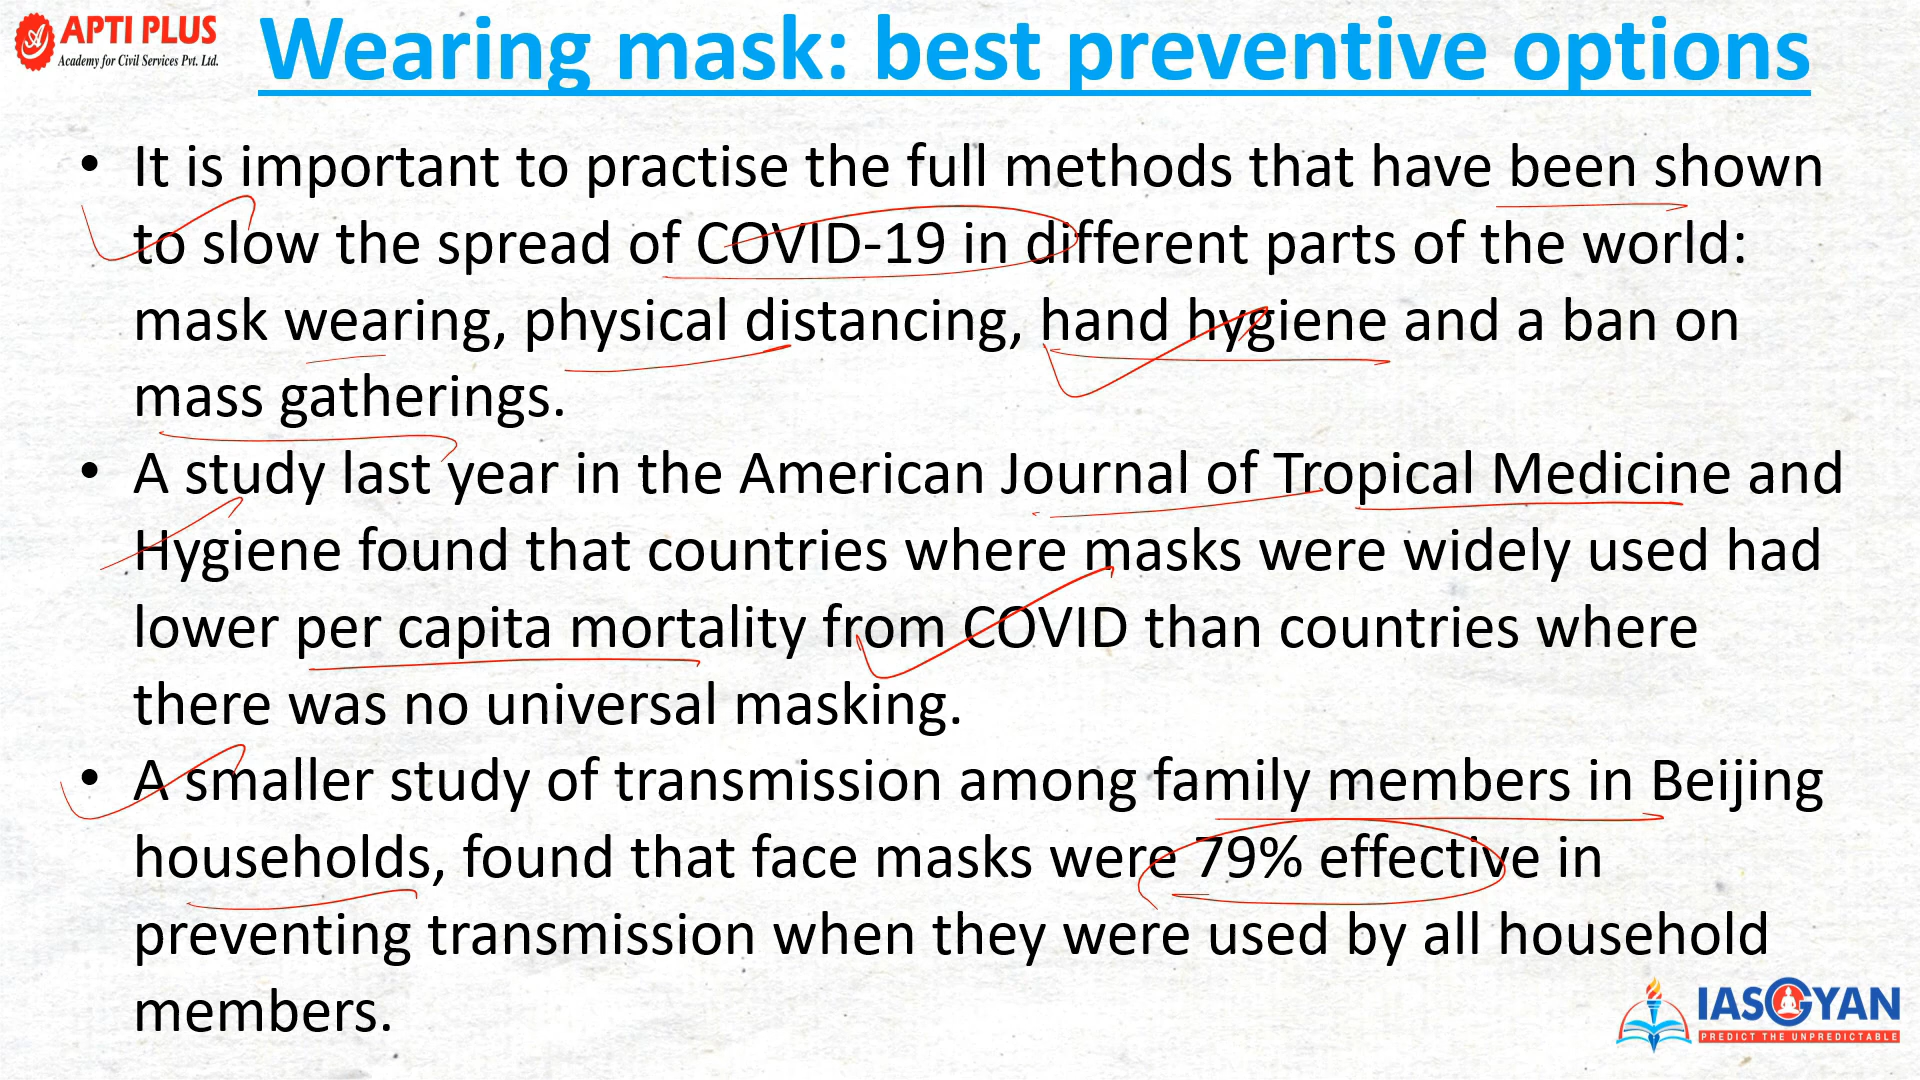 APTI PLUS
Academy for Civil Services Pvt. Ltd.
Wearing mask: best preventive options
• It is important to practise the full methods that have been shown
to slow the spread of COVID-19 in different parts of the world:
mask wearing, physical distancing, hand hygiene and a ban on
mass gatherings.
• A study last year in the American Journal of Tropical Medicine and
Hygiene found that countries where masks were widely used had
lower per capita mortality from COVID than countries where
there was no universal masking.
• A smaller study of transmission among family members in Beijing
households, found that face masks were 79% effective in
preventing transmission when they were used by all household
members.
IASGYAN
PREDICT THE UNPREDICTABLE